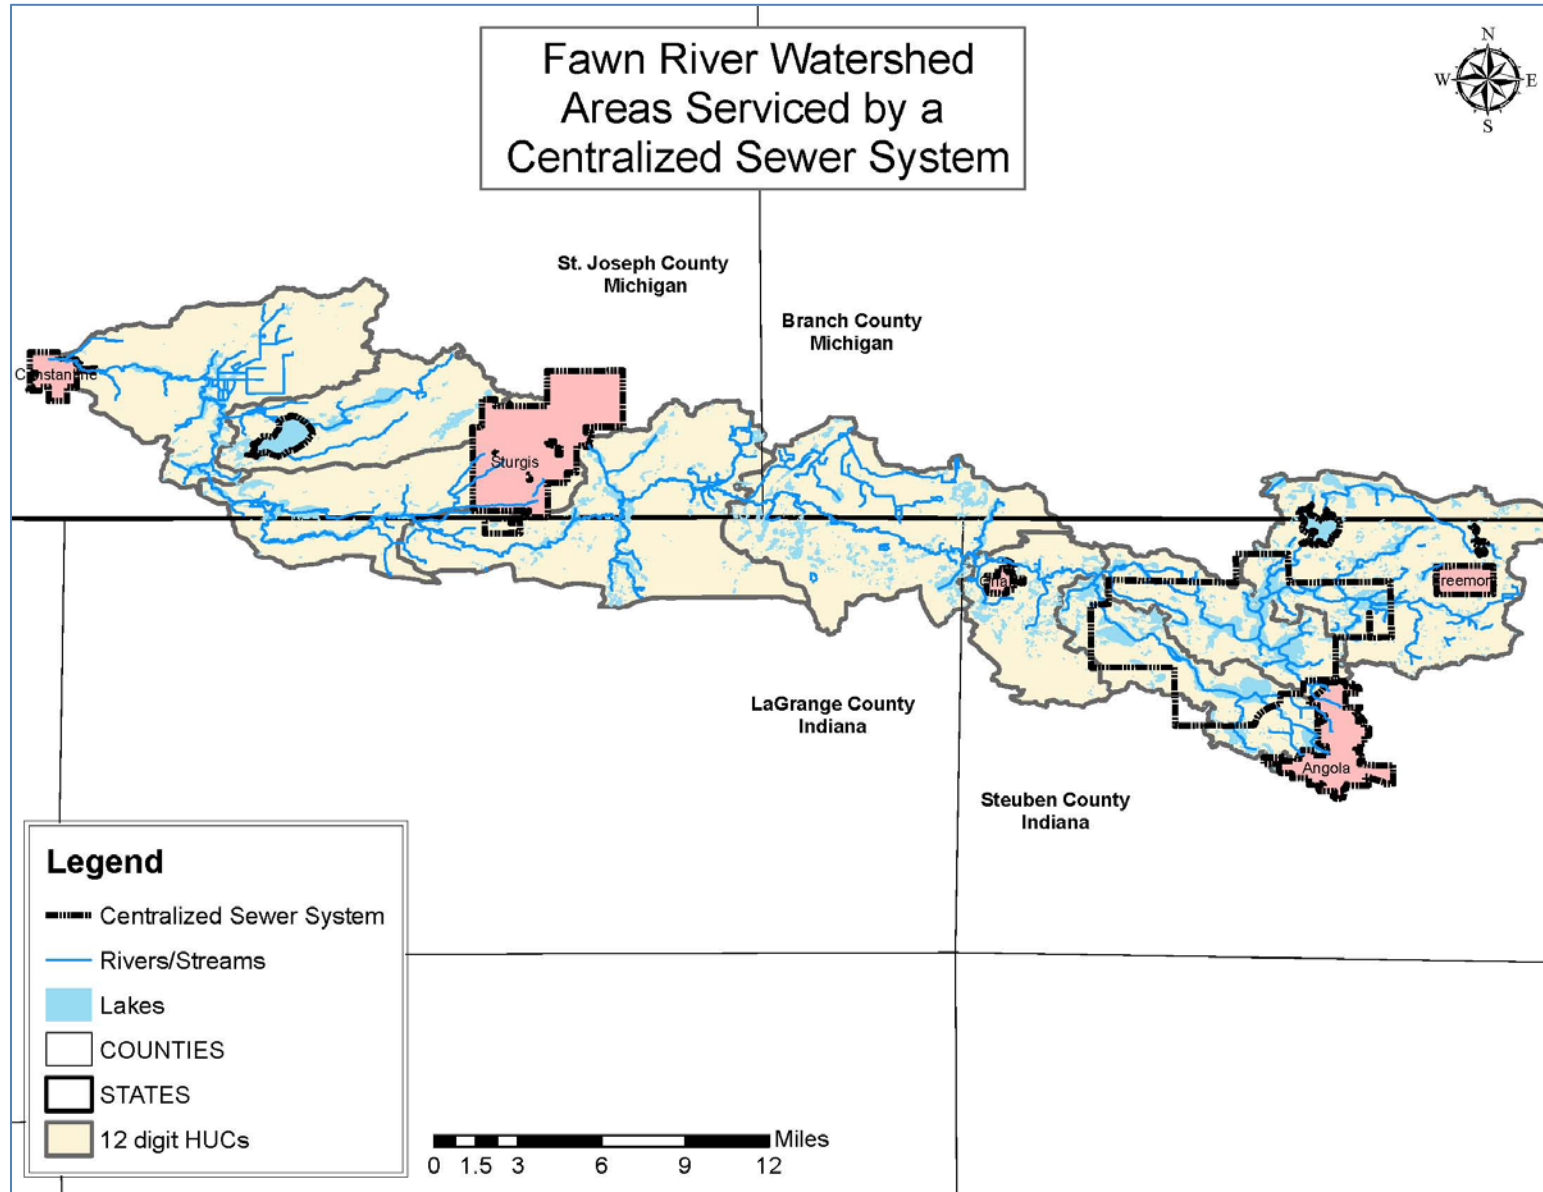 Fawn River Watershed
Areas Serviced by a
Centralized Sewer System
N
W
E
S
St. Joseph County
Michigan
Branch County
Michigan
Constantine
Sturgis
reemon
Angola
LaGrange County
Indiana
Steuben County
Indiana
Legend
Centralized Sewer System
Rivers/Streams
Lakes
COUNTIES
STATES
12 digit HUCs
Miles
0 1.5 3 6 9 12